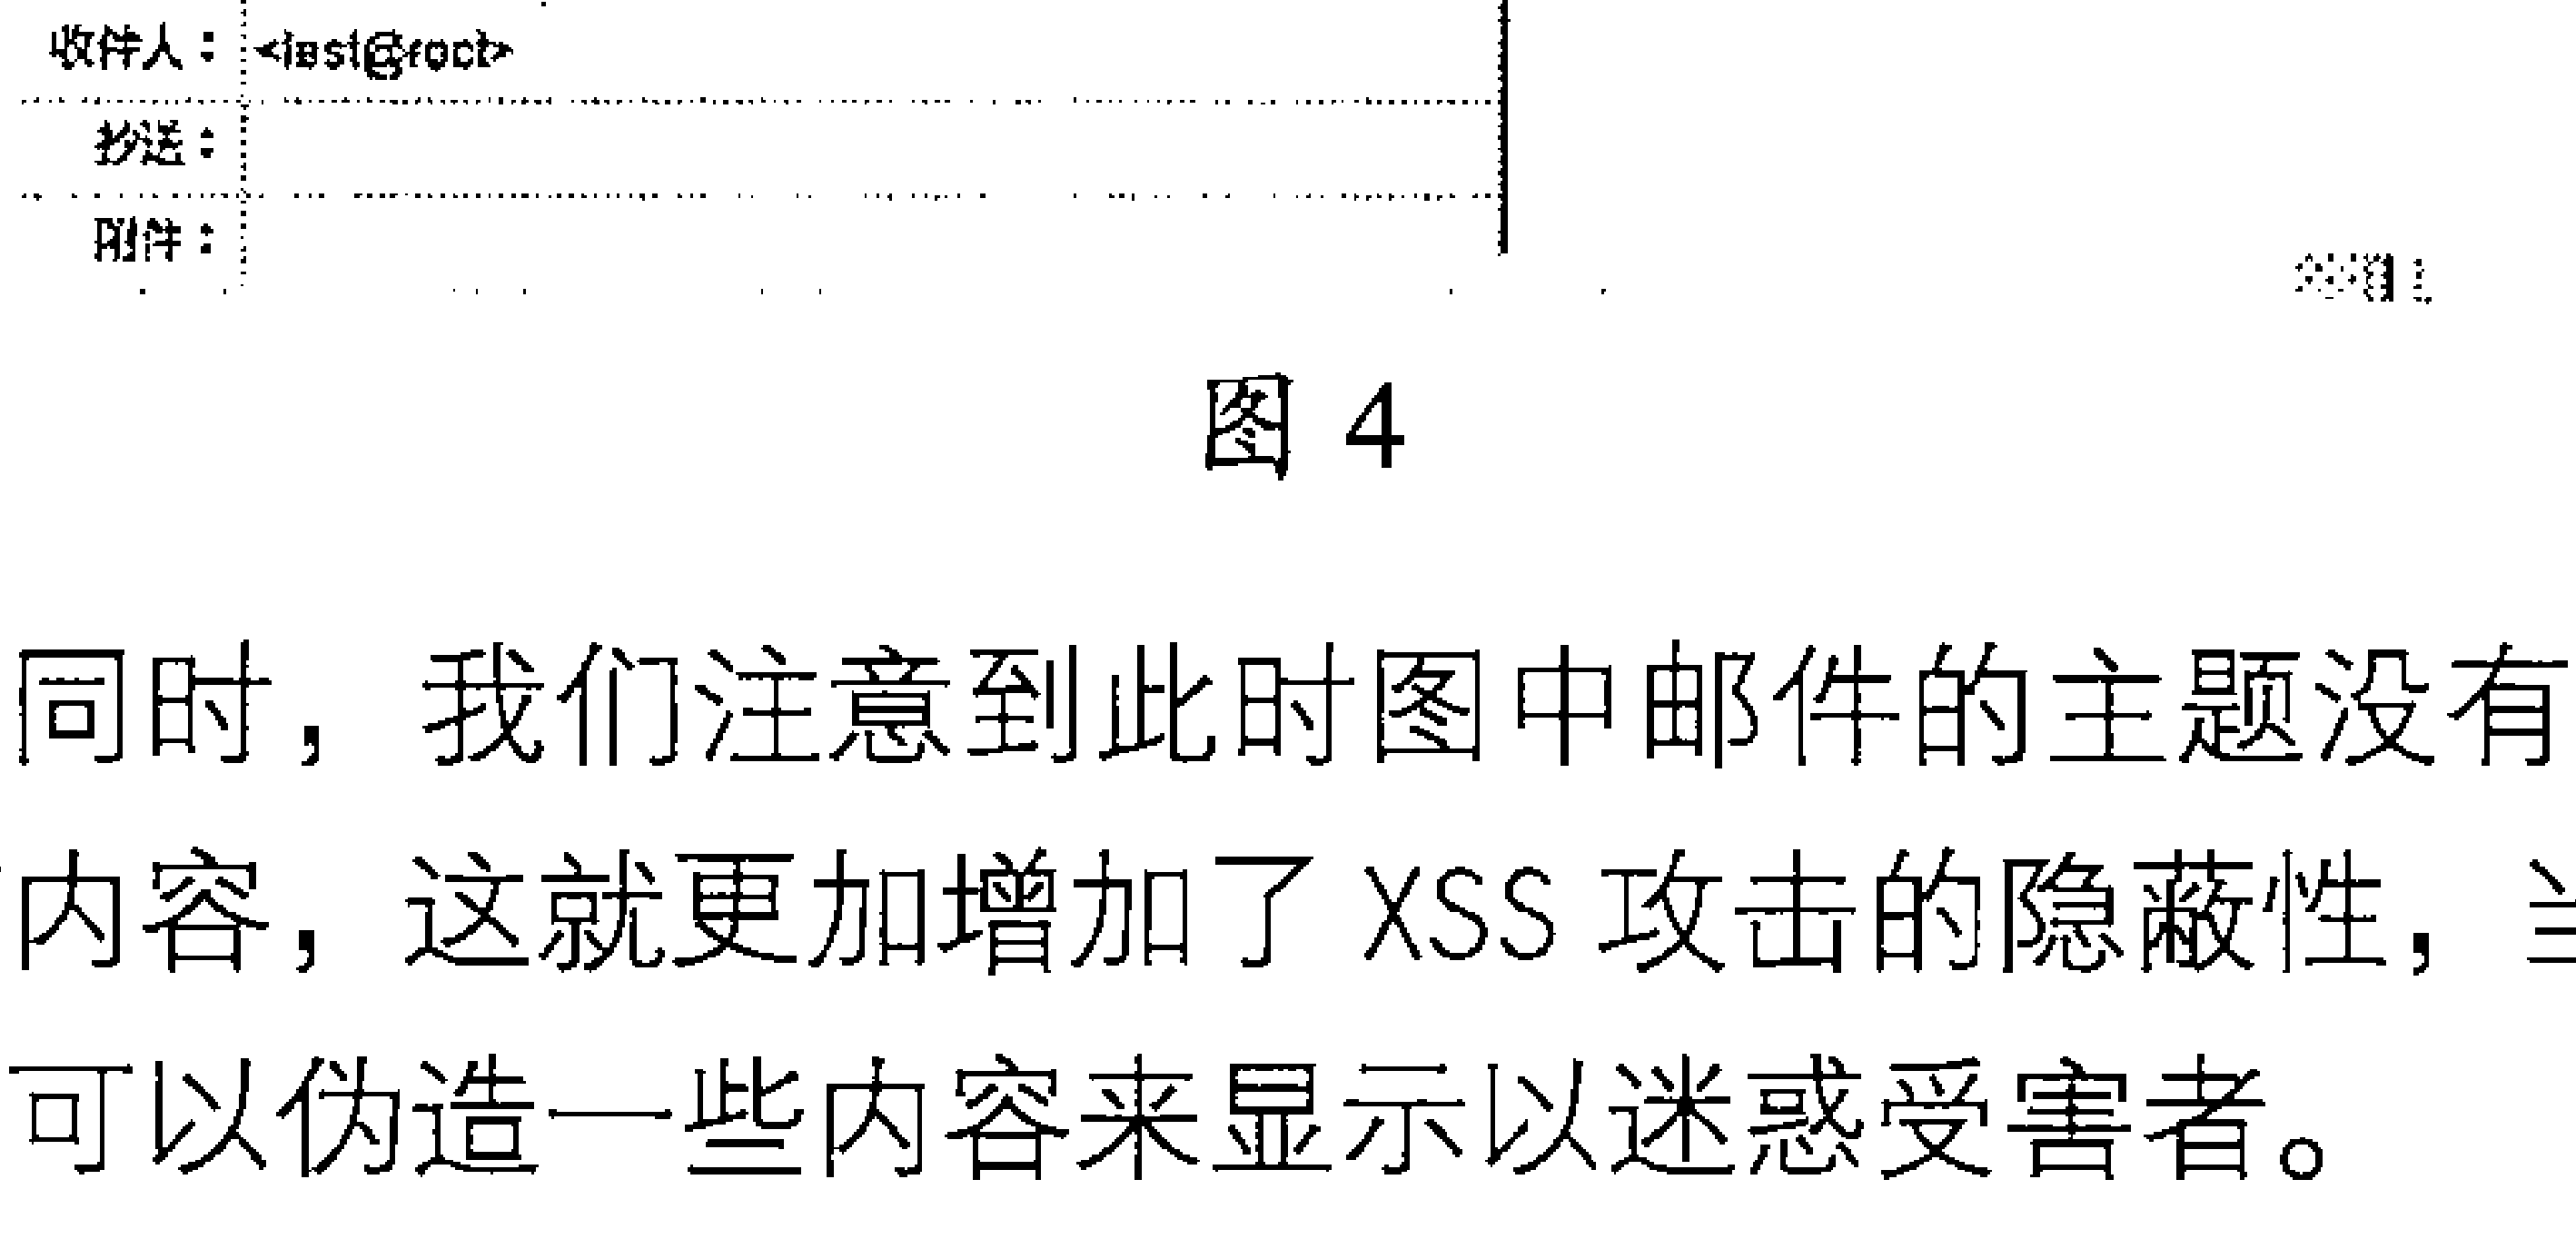 收件人：<test@root>
抄送：
附件：
图 4
同时，我们注意到此时图中邮件的主题没有
内容，这就更加增加了 XSS 攻击的隐蔽性，
可以伪造一些内容来显示以迷惑受害者。